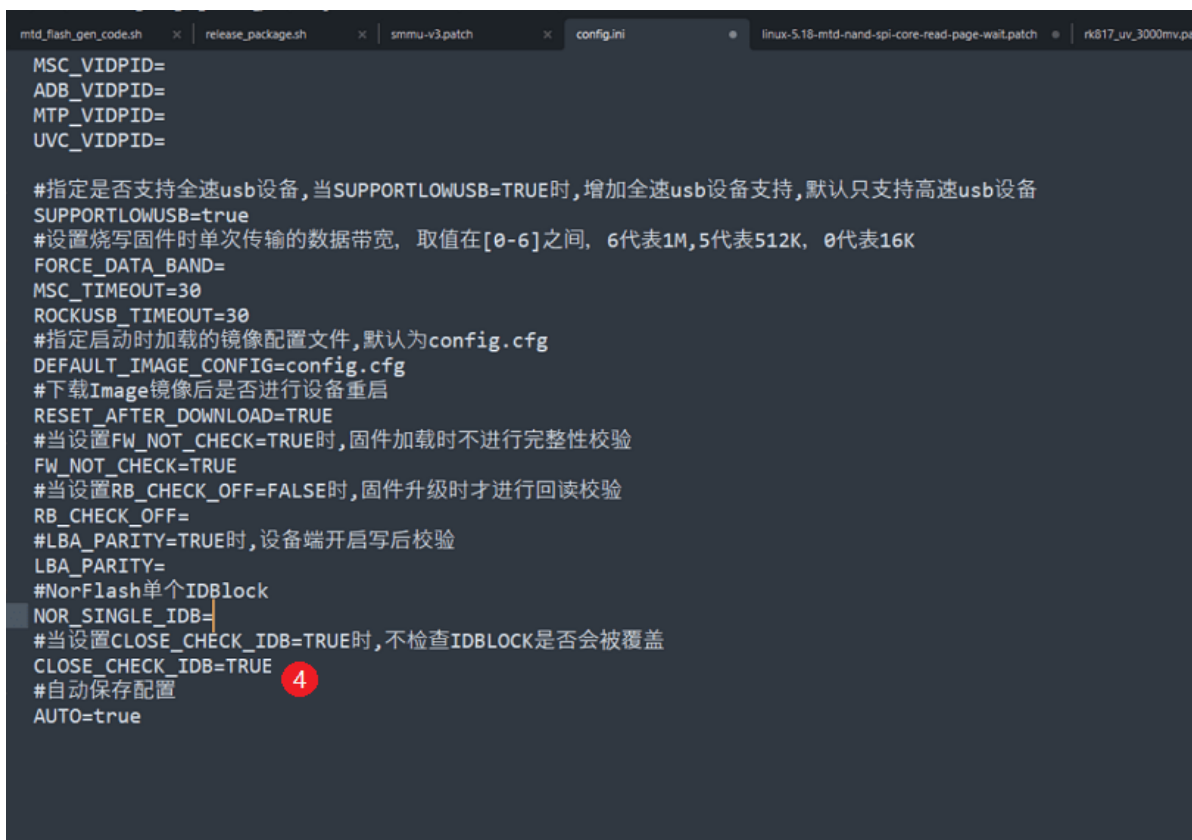 mtd_flash_gen_code.sh × release_package.sh × smmu-v3.patch × config.ini linux-5.18-mtd-nand-spi-core-read-page-wait.patch rk817_uv_3000mv.pa
MSC_VIDPID=
ADB_VIDPID=
MTP_VIDPID=
UVC_VIDPID=
#指定是否支持全速usb设备,当SUPPORTLOWUSB=TRUE时,增加全速usb设备支持,默认只支持高速usb设备
SUPPORTLOWUSB=true
#设置烧写固件时单次传输的数据带宽，取值在[0-6]之间，6代表1M,5代表512K，0代表16K
FORCE_DATA_BAND=
MSC_TIMEOUT=30
ROCKUSB_TIMEOUT=30
#指定启动时加载的镜像配置文件,默认为config.cfg
DEFAULT_IMAGE_CONFIG=config.cfg
#下载Image镜像后是否进行设备重启
RESET_AFTER_DOWNLOAD=TRUE
#当设置FW_NOT_CHECK=TRUE时,固件加载时不进行完整性校验
FW_NOT_CHECK=TRUE
#当设置RB_CHECK_OFF=FALSE时,固件升级时才进行回读校验
RB_CHECK_OFF=
#LBA_PARITY=TRUE时,设备端开启写后校验
LBA_PARITY=
#NorFlash单个IDBlock
NOR_SINGLE_IDB=
#当设置CLOSE_CHECK_IDB=TRUE时,不检查IDBLOCK是否会被覆盖
CLOSE_CHECK_IDB=TRUE
4
#自动保存配置
AUTO=true